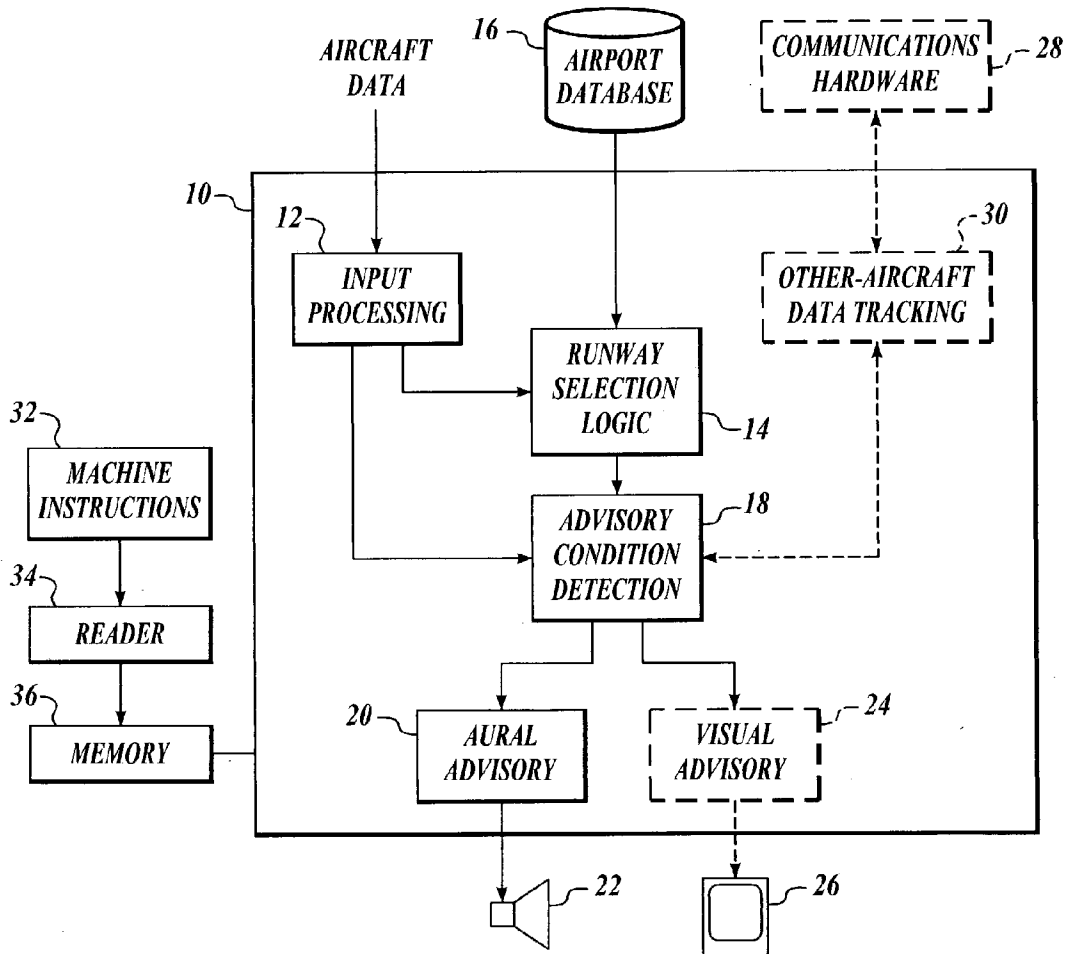 AIRCRAFT
DATA
16
AIRPORT
DATABASE
COMMUNICATIONS
HARDWARE
28
10
12
INPUT
PROCESSING
30
OTHER-AIRCRAFT
DATA TRACKING
RUNWAY
SELECTION
LOGIC
14
32
MACHINE
INSTRUCTIONS
18
ADVISORY
CONDITION
DETECTION
34
READER
36
MEMORY
20
AURAL
ADVISORY
24
VISUAL
ADVISORY
22
26